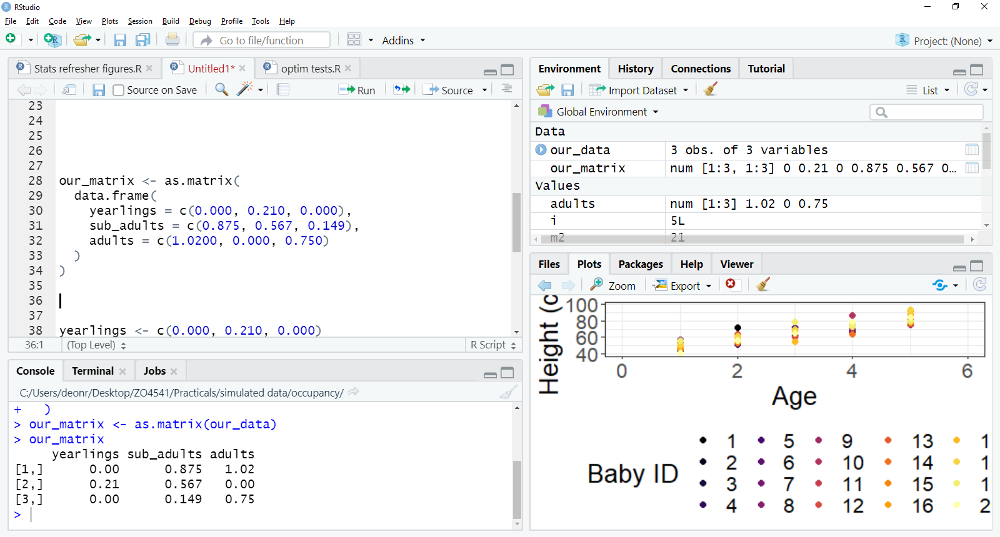 RStudio
File Edit Code View Plots Session Build Debug Profile Tools Help
Go to file/function Addins Project: (None)
Stats refresher figures.R Untitled1* optim tests.R
Source on Save Run Source
23
24
25
26
27
28 our_matrix <- as.matrix(
29 data.frame(
30 yearlings = c(0.000, 0.210, 0.000),
31 sub_adults = c(0.875, 0.567, 0.149),
32 adults = c(1.0200, 0.000, 0.750)
33 )
34 )
35
36
37
38 yearlings <- c(0.000, 0.210, 0.000)
36:1 (Top Level) R Script
Console Terminal Jobs
C:/Users/deonr/Desktop/ZO4541/Practicals/simulated data/occupancy/
+ )
> our_matrix <- as.matrix(our_data)
> our_matrix
yearlings sub_adults adults
[1,] 0.00 0.875 1.02
[2,] 0.21 0.567 0.00
[3,] 0.00 0.149 0.75
>
Environment History Connections Tutorial
Import Dataset List
Global Environment
Data
our_data 3 obs. of 3 variables
our_matrix num [1:3, 1:3] 0 0.21 0 0.875 0.567 0...
Values
adults num [1:3] 1.02 0 0.75
i 5L
m2 21
Files Plots Packages Help Viewer
Zoom Export
Height (c
100
80
60
40
0 2 4 6
Age
Baby ID
1 5 9 13 1
2 6 10 14 1
3 7 11 15 1
4 8 12 16 2